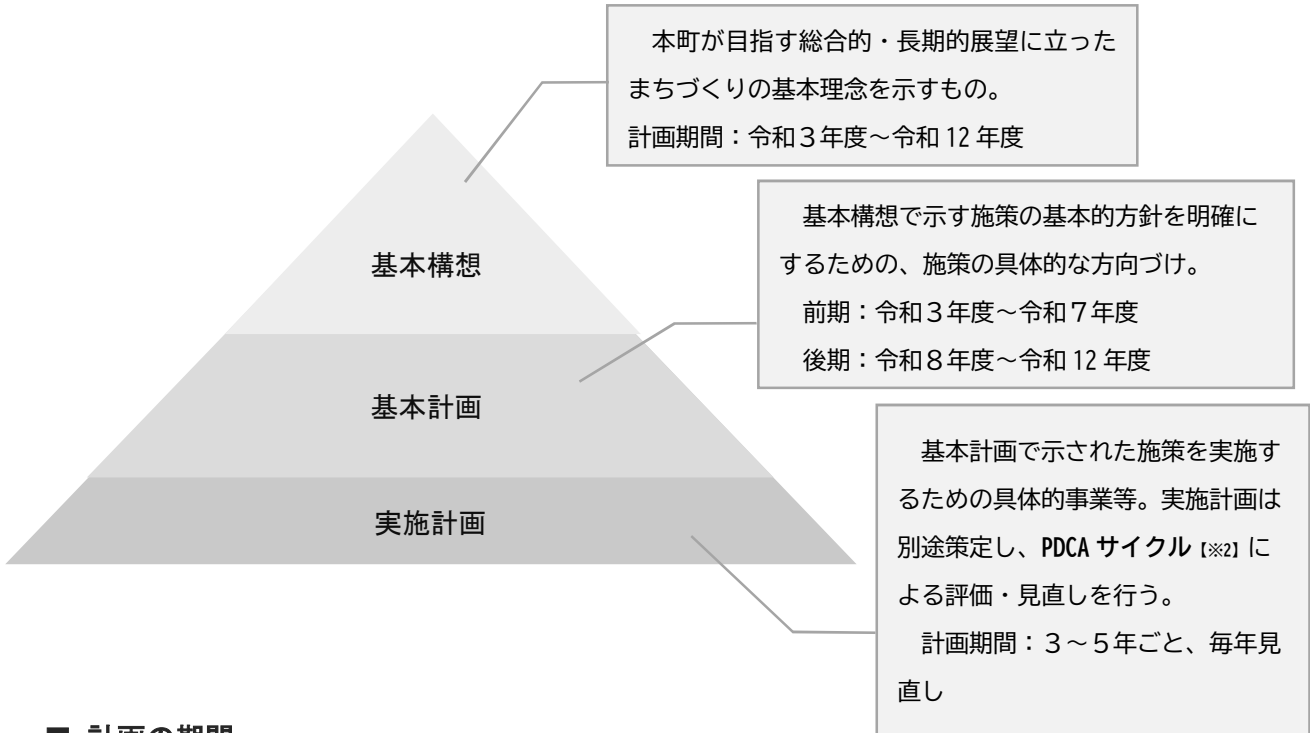 本町が目指す総合的・長期的展望に立った
まちづくりの基本理念を示すもの。
計画期間：令和３年度～令和 12 年度
基本構想で示す施策の基本的方針を明確に
するための、施策の具体的な方向づけ。
前期：令和３年度～令和７年度
後期：令和８年度～令和 12 年度
基本計画で示された施策を実施す
るための具体的事業等。実施計画は
別途策定し、PDCA サイクル【※2】に
よる評価・見直しを行う。
計画期間：３～５年ごと、毎年見
直し
基本構想
基本計画
実施計画
■ 計画の期間